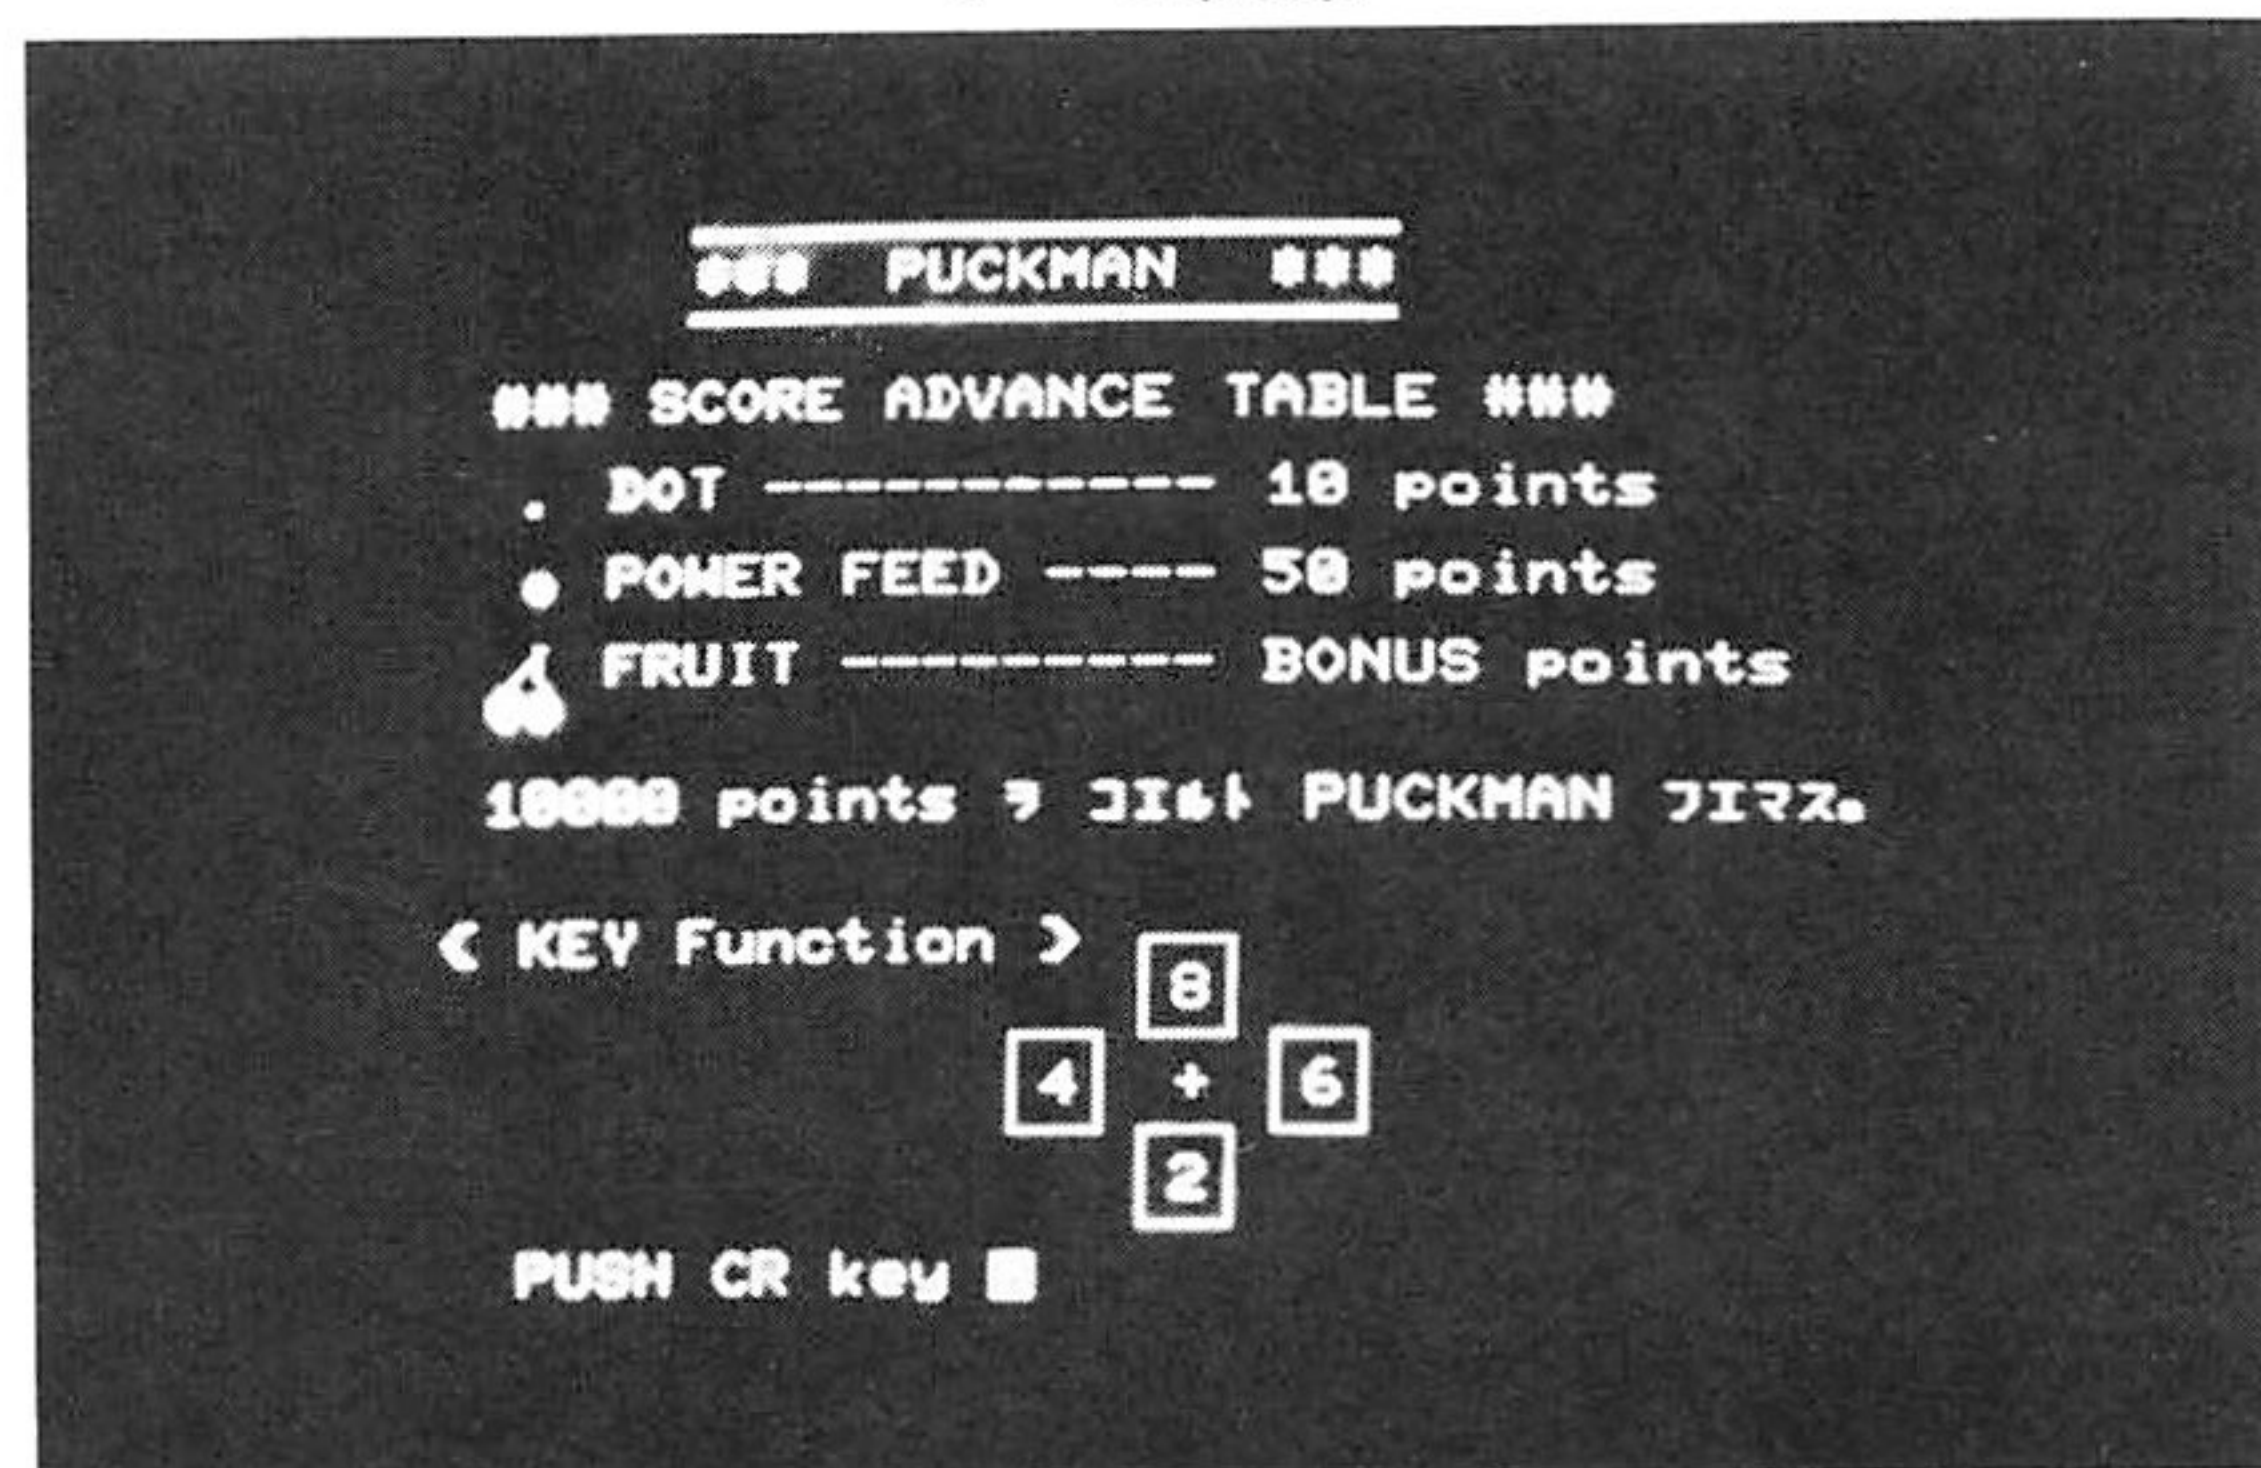 *** PUCKMAN ***
### SCORE ADVANCE TABLE ###
. DOT ------------ 10 points
● POWER FEED ----- 50 points
FRUIT ---------- BONUS points
10000 points ヲ コエルト PUCKMAN フエマス。
< KEY Function >
8
4 + 6
2
PUSH CR key ■